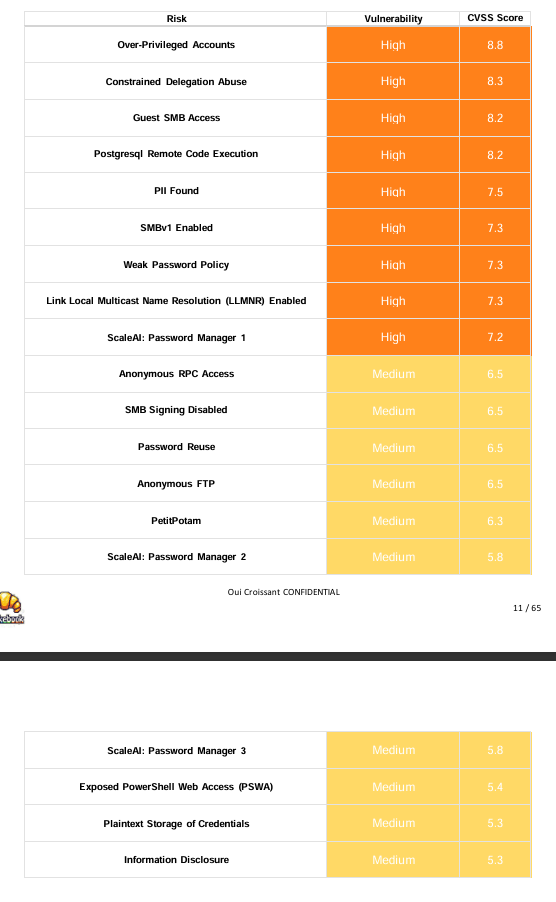 Risk Vulnerability CVSS Score
Over-Privileged Accounts High 8.8
Constrained Delegation Abuse High 8.3
Guest SMB Access High 8.2
Postgresql Remote Code Execution High 8.2
PII Found High 7.5
SMBv1 Enabled High 7.3
Weak Password Policy High 7.3
Link Local Multicast Name Resolution (LLMNR) Enabled High 7.3
ScaleAI: Password Manager 1 High 7.2
Anonymous RPC Access Medium 6.5
SMB Signing Disabled Medium 6.5
Password Reuse Medium 6.5
Anonymous FTP Medium 6.5
PetitPotam Medium 6.3
ScaleAI: Password Manager 2 Medium 5.8
Oui Croissant CONFIDENTIAL
11 / 65
ScaleAI: Password Manager 3 Medium 5.8
Exposed PowerShell Web Access (PSWA) Medium 5.4
Plaintext Storage of Credentials Medium 5.3
Information Disclosure Medium 5.3